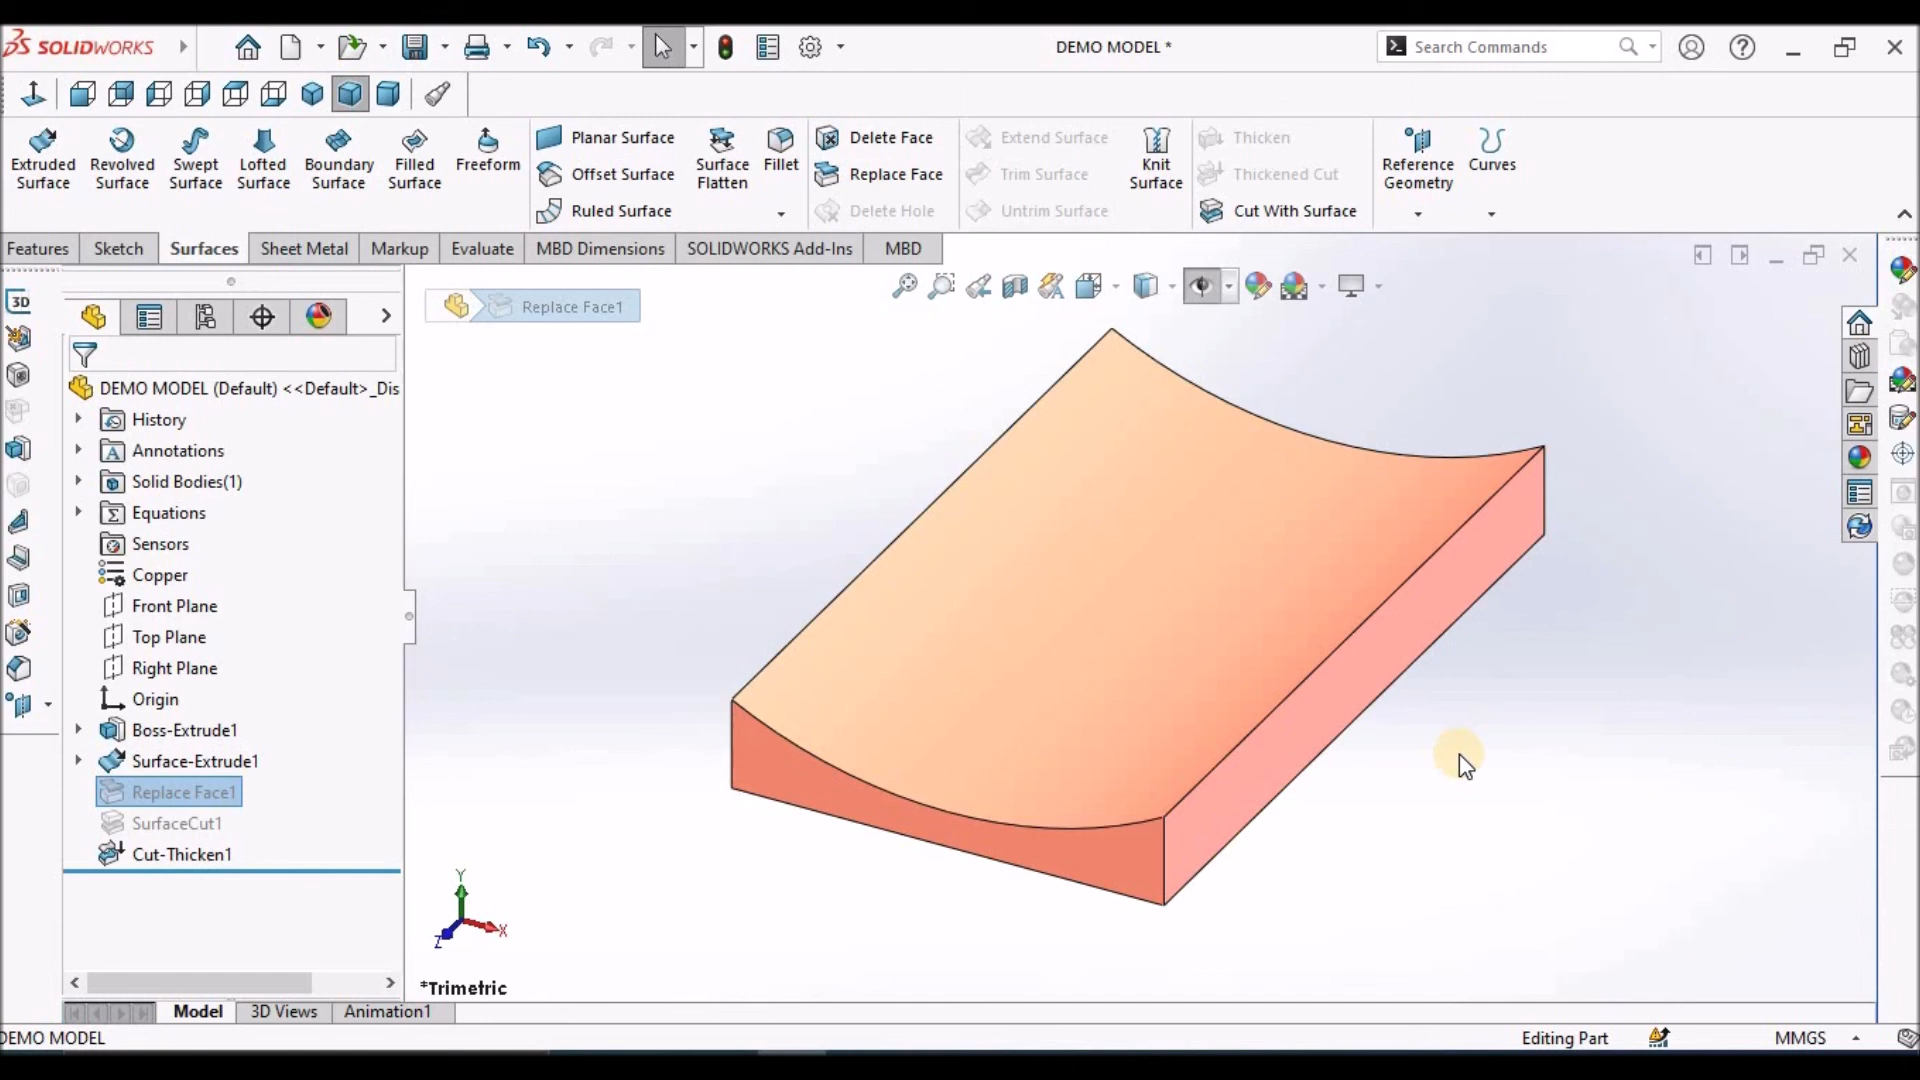 SOLIDWORKS
DEMO MODEL *
Search Commands
Extruded Surface
Revolved Surface
Swept Surface
Lofted Surface
Boundary Surface
Filled Surface
Freeform
Planar Surface
Offset Surface
Ruled Surface
Surface Flatten
Fillet
Delete Face
Replace Face
Delete Hole
Extend Surface
Trim Surface
Untrim Surface
Knit Surface
Thicken
Thickened Cut
Cut With Surface
Reference Geometry
Curves
Features
Sketch
Surfaces
Sheet Metal
Markup
Evaluate
MBD Dimensions
SOLIDWORKS Add-Ins
MBD
3D
Replace Face1
DEMO MODEL (Default) <<Default>_Dis
History
Annotations
Solid Bodies(1)
Equations
Sensors
Copper
Front Plane
Top Plane
Right Plane
Origin
Boss-Extrude1
Surface-Extrude1
Replace Face1
SurfaceCut1
Cut-Thicken1
Y
X
Z
*Trimetric
Model
3D Views
Animation1
DEMO MODEL
Editing Part
MMGS